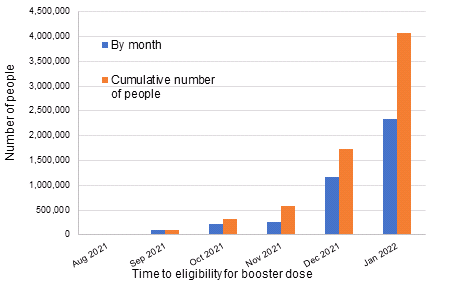 4,500,000
4,000,000
3,500,000
3,000,000
2,500,000
2,000,000
1,500,000
1,000,000
500,000
0
Number of people
By month
Cumulative number
of people
Aug 2021
Sep 2021
Oct 2021
Nov 2021
Dec 2021
Jan 2022
Time to eligibility for booster dose